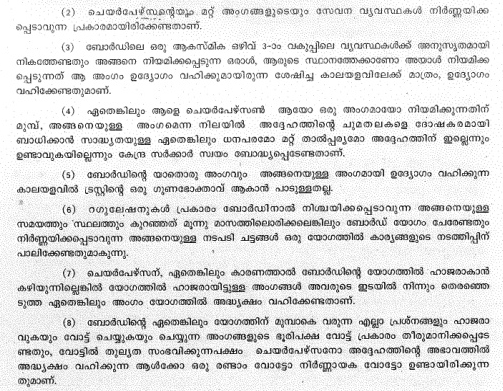 (2) ചെയർപേഴ്സന്റെയും മറ്റ് അംഗങ്ങളുടെയും സേവന വ്യവസ്ഥകൾ നിർണ്ണയിക്ക
പ്പെടാവുന്ന പ്രകാരമായിരിക്കേണ്ടതാണ്.
(3) ബോർഡിലെ ഒരു ആകസ്മിക ഒഴിവ് 3-ാം വകുപ്പിലെ വ്യവസ്ഥകൾക്ക് അനുസൃതമായി
നികത്തേണ്ടതും അങ്ങനെ നിയമിക്കപ്പെടുന്ന ഒരാൾ, ആരുടെ സ്ഥാനത്തേക്കാണോ അയാൾ നിയമിക്ക
പ്പെടുന്നത് ആ അംഗം ഉദ്യോഗം വഹിക്കുമായിരുന്ന ശേഷിച്ച കാലയളവിലേക്ക് മാത്രം, ഉദ്യോഗം
വഹിക്കേണ്ടതുമാണ്.
(4) ഏതെങ്കിലും ആളെ ചെയർപേഴ്സൺ ആയോ ഒരു അംഗമായോ നിയമിക്കുന്നതിന്
മുമ്പ്, അങ്ങനെയുള്ള അംഗമെന്ന നിലയിൽ അദ്ദേഹത്തിന്റെ ചുമതലകളെ ദോഷകരമായി
ബാധിക്കാൻ സാദ്ധ്യതയുള്ള ഏതെങ്കിലും ധനപരമോ മറ്റ് താൽപ്പര്യമോ അദ്ദേഹത്തിന് ഇല്ലെന്നും
ഉണ്ടാവുകയില്ലെന്നും കേന്ദ്ര സർക്കാർ സ്വയം ബോദ്ധ്യപ്പെടേണ്ടതാണ്.
(5) ബോർഡിന്റെ യാതൊരു അംഗവും അങ്ങനെയുള്ള അംഗമായി ഉദ്യോഗം വഹിക്കുന്ന
കാലയളവിൽ ട്രസ്റ്റിന്റെ ഒരു ഗുണഭോക്താവ് ആകാൻ പാടുള്ളതല്ല.
(6) റഗുലേഷനുകൾ പ്രകാരം ബോർഡിനാൽ നിശ്ചയിക്കപ്പെടാവുന്ന അങ്ങനെയുള്ള
സമയത്തും സ്ഥലത്തും കുറഞ്ഞത് മൂന്നു മാസത്തിലൊരിക്കലെങ്കിലും ബോർഡ് യോഗം ചേരേണ്ടതും
നിർണ്ണയിക്കപ്പെടാവുന്ന അങ്ങനെയുള്ള നടപടി ചട്ടങ്ങൾ ഒരു യോഗത്തിൽ കാര്യങ്ങളുടെ നടത്തിപ്പിന്
പാലിക്കേണ്ടതുമാകുന്നു.
(7) ചെയർപേഴ്സന്, ഏതെങ്കിലും കാരണത്താൽ ബോർഡിന്റെ യോഗത്തിൽ ഹാജരാകാൻ
കഴിയുന്നില്ലെങ്കിൽ യോഗത്തിൽ ഹാജരായിട്ടുള്ള അംഗങ്ങൾ അവരുടെ ഇടയിൽ നിന്നും തെരഞ്ഞെ
ടുത്ത ഏതെങ്കിലും അംഗം യോഗത്തിൽ അദ്ധ്യക്ഷം വഹിക്കേണ്ടതാണ്.
(8) ബോർഡിന്റെ ഏതെങ്കിലും യോഗത്തിന് മുമ്പാകെ വരുന്ന എല്ലാ പ്രശ്നങ്ങളും ഹാജരാ
വുകയും വോട്ട് ചെയ്യുകയും ചെയ്യുന്ന അംഗങ്ങളുടെ ഭൂരിപക്ഷ വോട്ട് പ്രകാരം തീരുമാനിക്കപ്പെടേ
ണ്ടതും, വോട്ടിൽ തുല്യത സംഭവിക്കുന്നപക്ഷം ചെയർപേഴ്സനോ അദ്ദേഹത്തിന്റെ അഭാവത്തിൽ
അദ്ധ്യക്ഷം വഹിക്കുന്ന ആൾക്കോ ഒരു രണ്ടാം വോട്ടോ നിർണ്ണായക വോട്ടോ ഉണ്ടായിരിക്കുന്ന
തുമാണ്.